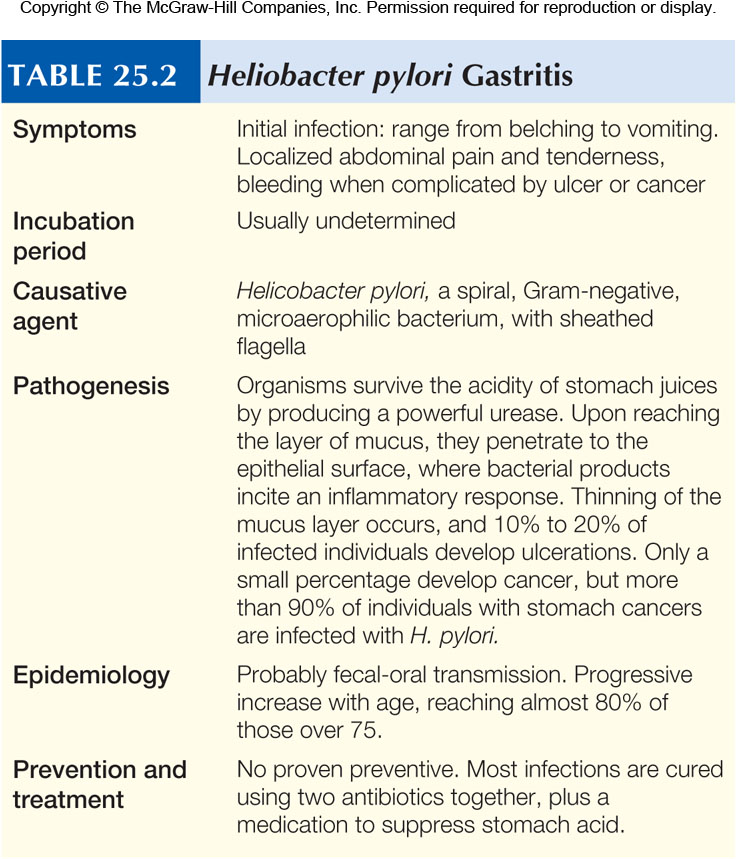 Copyright © The McGraw-Hill Companies, Inc. Permission required for reproduction or display.
TABLE 25.2 Heliobacter pylori Gastritis
Symptoms
Initial infection: range from belching to vomiting.
Localized abdominal pain and tenderness,
bleeding when complicated by ulcer or cancer
Incubation
period
Usually undetermined
Causative
agent
Helicobacter pylori, a spiral, Gram-negative,
microaerophilic bacterium, with sheathed
flagella
Pathogenesis
Organisms survive the acidity of stomach juices
by producing a powerful urease. Upon reaching
the layer of mucus, they penetrate to the
epithelial surface, where bacterial products
incite an inflammatory response. Thinning of the
mucus layer occurs, and 10% to 20% of
infected individuals develop ulcerations. Only a
small percentage develop cancer, but more
than 90% of individuals with stomach cancers
are infected with H. pylori.
Epidemiology
Probably fecal-oral transmission. Progressive
increase with age, reaching almost 80% of
those over 75.
Prevention and
treatment
No proven preventive. Most infections are cured
using two antibiotics together, plus a
medication to suppress stomach acid.